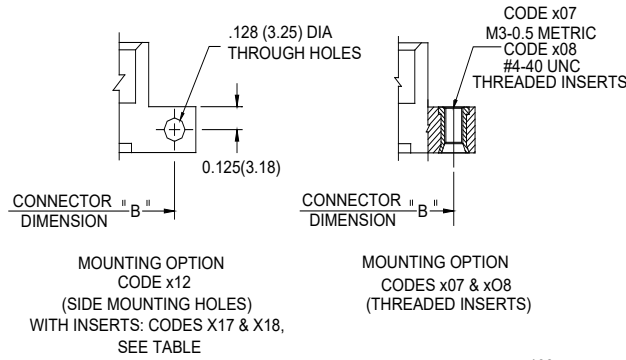 .128 (3.25) DIA
THROUGH HOLES
0.125(3.18)
CONNECTOR " B "
DIMENSION
MOUNTING OPTION
CODE x12
(SIDE MOUNTING HOLES)
WITH INSERTS: CODES X17 & X18,
SEE TABLE
CODE x07
M3-0.5 METRIC
CODE x08
#4-40 UNC
THREADED INSERTS
CONNECTOR " B "
DIMENSION
MOUNTING OPTION
CODES x07 & xO8
(THREADED INSERTS)